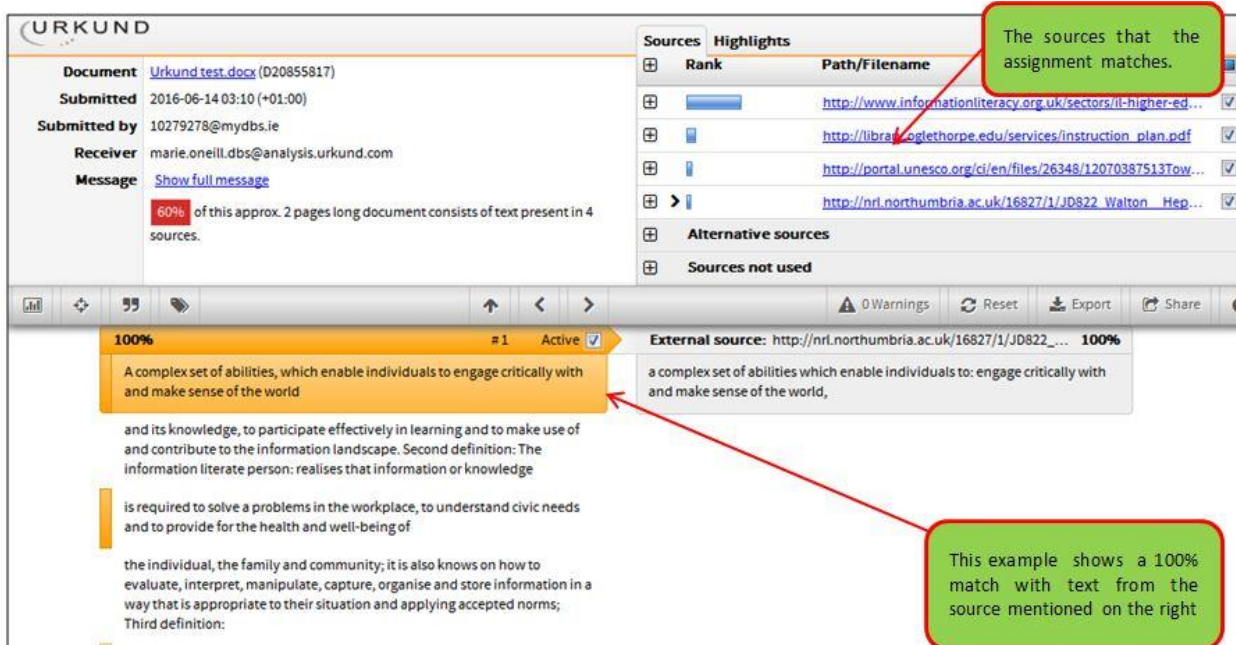 URKUND
Document Urkund test.docx (D20855817)
Submitted 2016-06-14 03:10 (+01:00)
Submitted by 10279278@mydbs.ie
Receiver marie.oneill.dbs@analysis.urkund.com
Message Show full message
60% of this approx. 2 pages long document consists of text present in 4
sources.
Sources Highlights
Rank Path/Filename
http://www.informationliteracy.org.uk/sectors/il-higher-ed...
http://library.oglethorpe.edu/services/instruction_plan.pdf
http://portal.unesco.org/ci/en/files/26348/12070387513Tow...
http://nrl.northumbria.ac.uk/16827/1/JD822_Walton__Hep...
Alternative sources
Sources not used
The sources that the
assignment matches.
0 Warnings Reset Export Share
100% #1 Active
A complex set of abilities, which enable individuals to engage critically with
and make sense of the world
External source: http://nrl.northumbria.ac.uk/16827/1/JD822_... 100%
a complex set of abilities which enable individuals to: engage critically with
and make sense of the world,
and its knowledge, to participate effectively in learning and to make use of
and contribute to the information landscape. Second definition: The
information literate person: realises that information or knowledge
is required to solve a problems in the workplace, to understand civic needs
and to provide for the health and well-being of
the individual, the family and community; it is also knows on how to
evaluate, interpret, manipulate, capture, organise and store information in a
way that is appropriate to their situation and applying accepted norms;
Third definition:
This example shows a 100%
match with text from the
source mentioned on the right